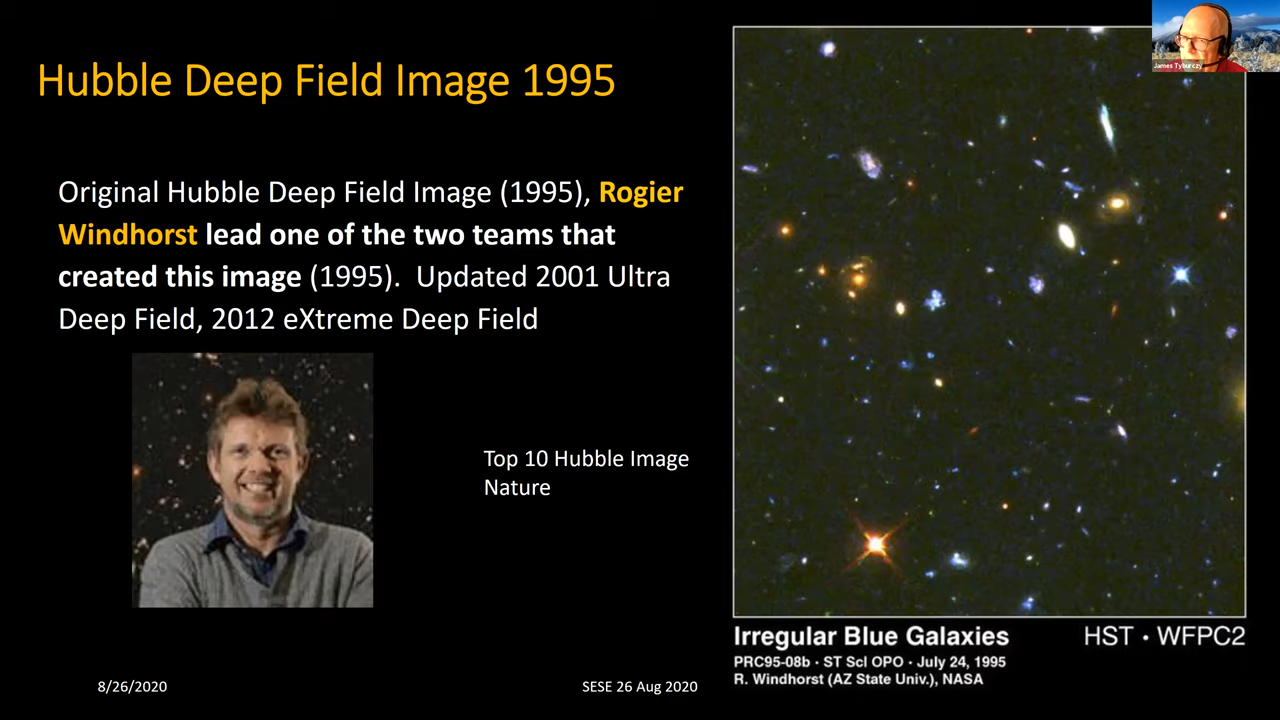 Hubble Deep Field Image 1995
James Tyburczy
Original Hubble Deep Field Image (1995), Rogier
Windhorst lead one of the two teams that
created this image (1995). Updated 2001 Ultra
Deep Field, 2012 eXtreme Deep Field
Top 10 Hubble Image
Nature
Irregular Blue Galaxies
HST • WFPC2
PRC95-08b • ST ScI OPO • July 24, 1995
R. Windhorst (AZ State Univ.), NASA
8/26/2020
SESE 26 Aug 2020